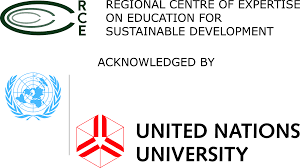 RCE
REGIONAL CENTRE OF EXPERTISE
ON EDUCATION FOR
SUSTAINABLE DEVELOPMENT
ACKNOWLEDGED BY
UNITED NATIONS
UNIVERSITY